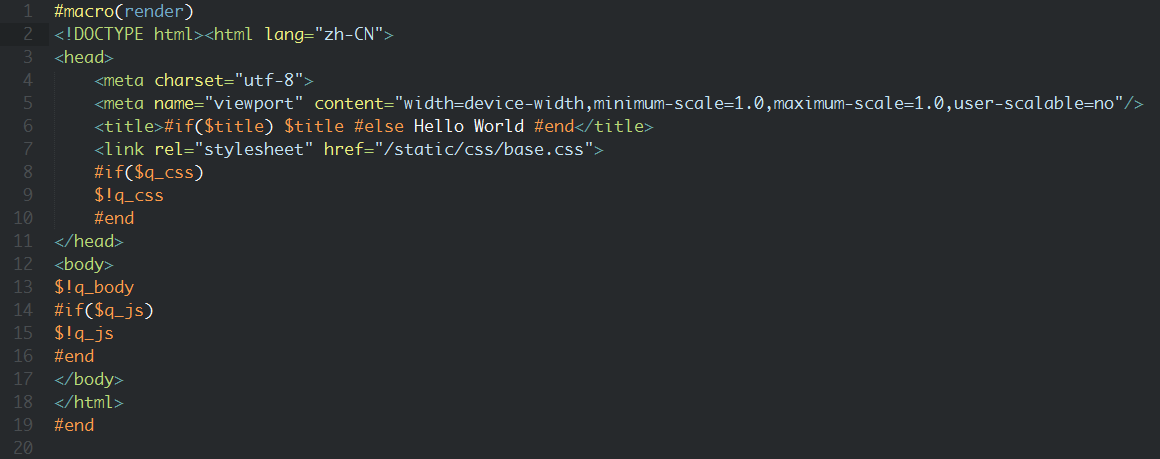 1 #macro(render)
2 <!DOCTYPE html><html lang="zh-CN">
3 <head>
4     <meta charset="utf-8">
5     <meta name="viewport" content="width=device-width,minimum-scale=1.0,maximum-scale=1.0,user-scalable=no"/>
6     <title>#if($title) $title #else Hello World #end</title>
7     <link rel="stylesheet" href="/static/css/base.css">
8     #if($q_css)
9     $!q_css
10     #end
11 </head>
12 <body>
13 $!q_body
14 #if($q_js)
15 $!q_js
16 #end
17 </body>
18 </html>
19 #end
20